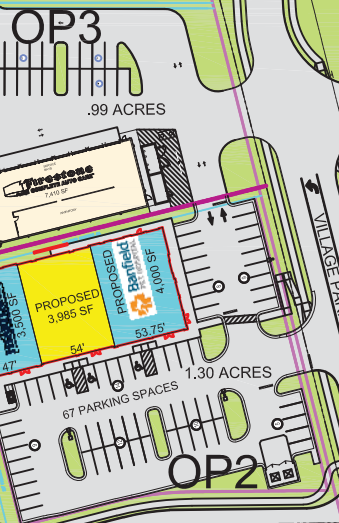 OP3
.99 ACRES
Firestone
COMPLETE AUTO CARE
7,410 SF
VILLAGE PAR
PROPOSED
Banfield
PET HOSPITAL
4,000 SF
PROPOSED
3,985 SF
3,500 SF
47'
54'
53.75'
1.30 ACRES
67 PARKING SPACES
OP2